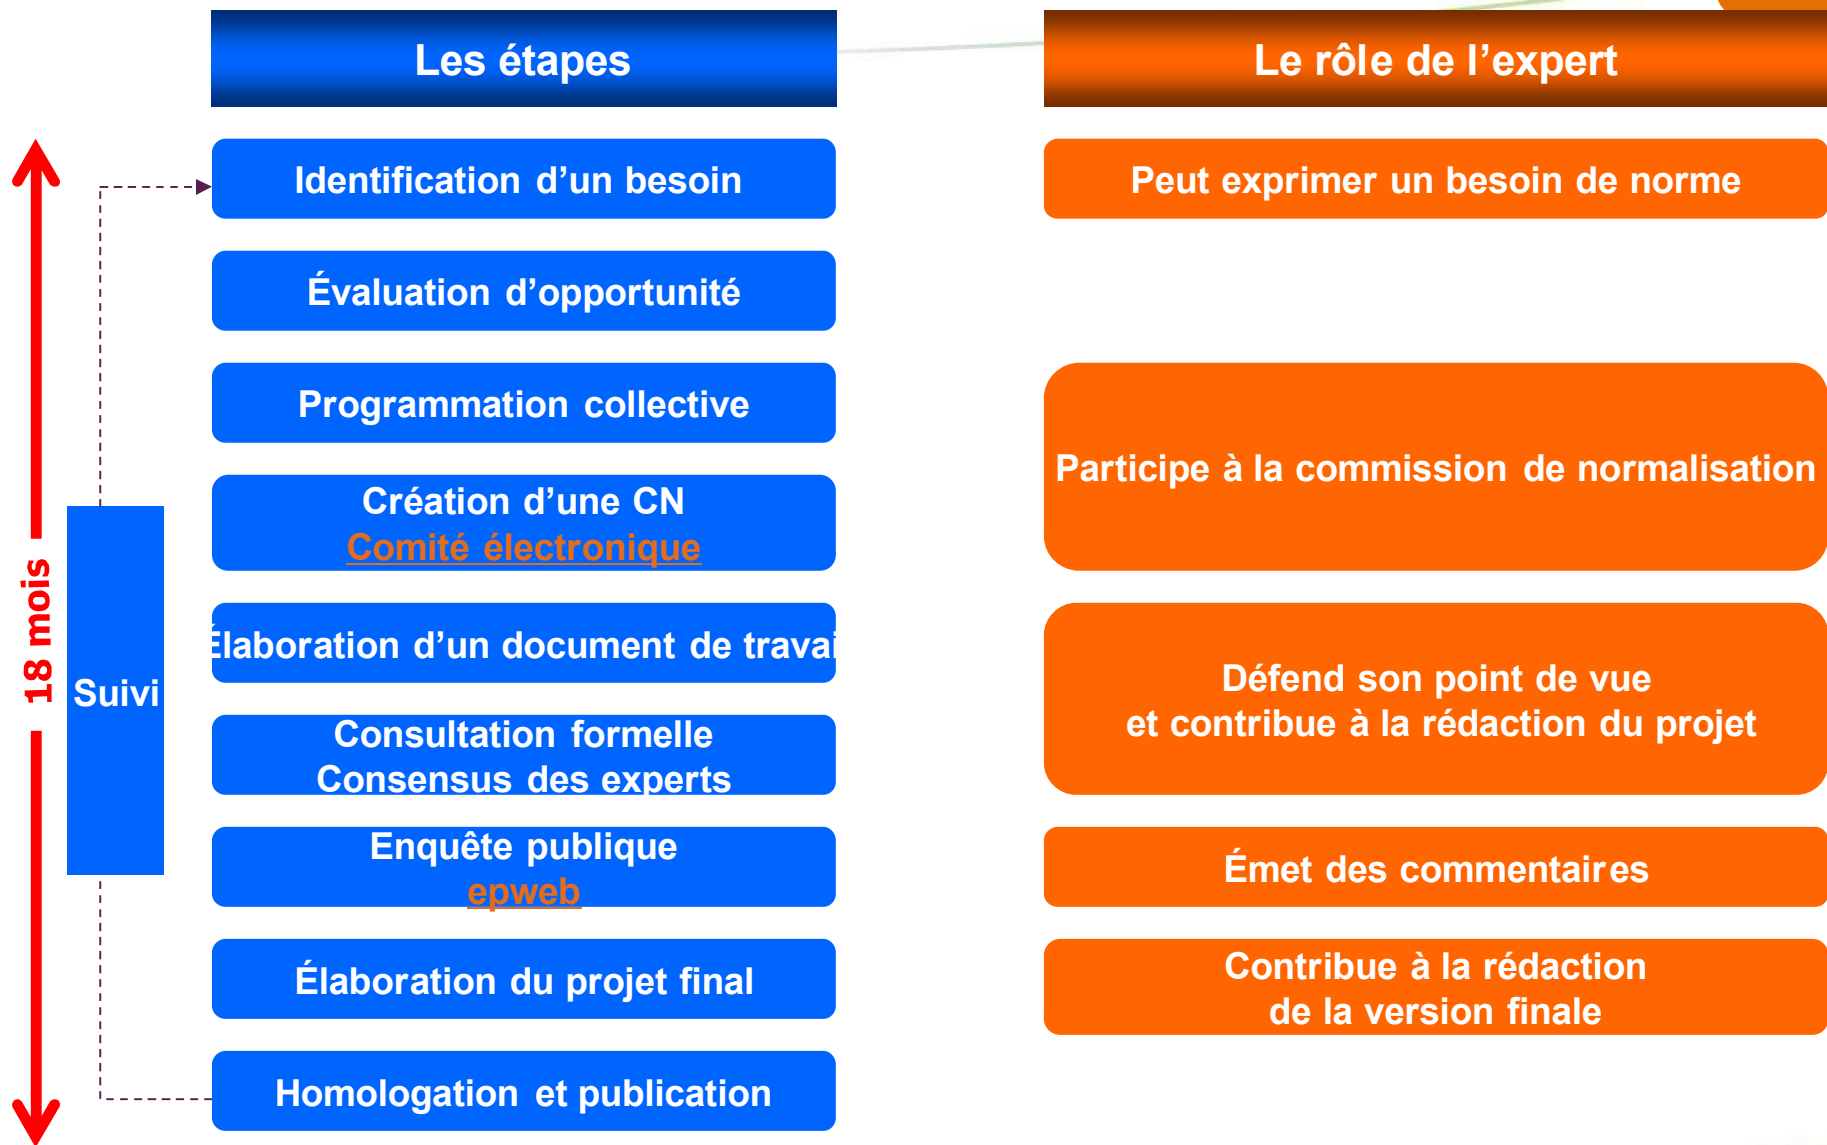 Les étapes
Le rôle de l’expert
Identification d’un besoin
Peut exprimer un besoin de norme
Évaluation d’opportunité
Programmation collective
Participe à la commission de normalisation
Création d’une CN
Comité électronique
18 mois
Suivi
Élaboration d’un document de travai
Défend son point de vue
et contribue à la rédaction du projet
Consultation formelle
Consensus des experts
Enquête publique
epweb
Émet des commentaires
Élaboration du projet final
Contribue à la rédaction
de la version finale
Homologation et publication